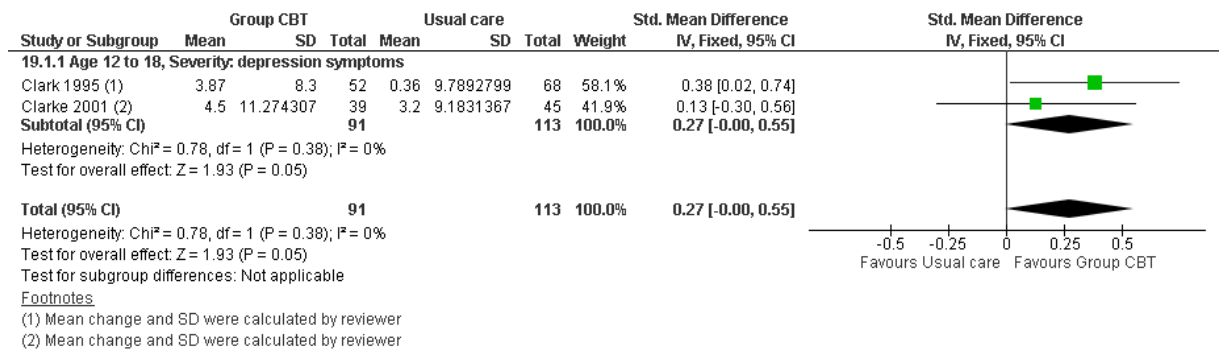 Group CBT Usual care Std. Mean Difference Std. Mean Difference
Study or Subgroup Mean SD Total Mean SD Total Weight IV, Fixed, 95% CI IV, Fixed, 95% CI
19.1.1 Age 12 to 18, Severity: depression symptoms
Clark 1995 (1) 3.87 8.3 52 0.36 9.7892799 68 58.1% 0.38 [0.02, 0.74]
Clarke 2001 (2) 4.5 11.274307 39 3.2 9.1831367 45 41.9% 0.13 [-0.30, 0.56]
Subtotal (95% CI) 91 113 100.0% 0.27 [-0.00, 0.55]
Heterogeneity: Chi² = 0.78, df = 1 (P = 0.38); I² = 0%
Test for overall effect: Z = 1.93 (P = 0.05)
Total (95% CI) 91 113 100.0% 0.27 [-0.00, 0.55]
Heterogeneity: Chi² = 0.78, df = 1 (P = 0.38); I² = 0%
Test for overall effect: Z = 1.93 (P = 0.05)
Test for subgroup differences: Not applicable
-0.5 -0.25 0 0.25 0.5
Favours Usual care Favours Group CBT
Footnotes
(1) Mean change and SD were calculated by reviewer
(2) Mean change and SD were calculated by reviewer